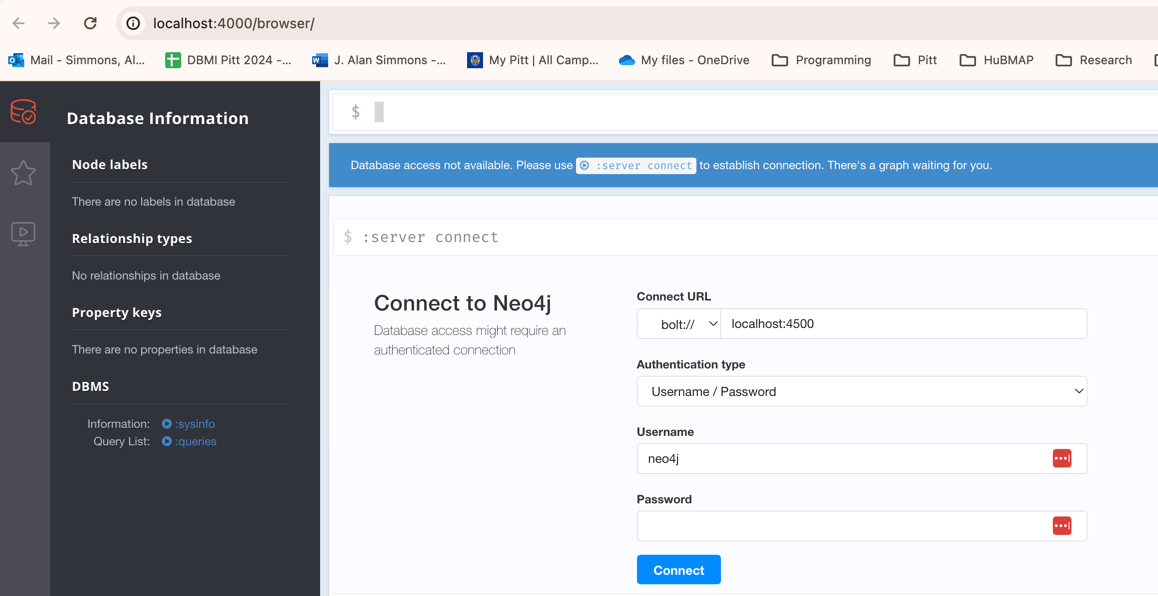 localhost:4000/browser/
Mail - Simmons, Al... DBMI Pitt 2024 -... J. Alan Simmons -... My Pitt | All Camp... My files - OneDrive Programming Pitt HuBMAP Research
Database Information
Node labels
There are no labels in database
Relationship types
No relationships in database
Property keys
There are no properties in database
DBMS
Information: :sysinfo
Query List: :queries
$
Database access not available. Please use :server connect to establish connection. There's a graph waiting for you.
$ :server connect
Connect to Neo4j
Database access might require an
authenticated connection
Connect URL
bolt:// localhost:4500
Authentication type
Username / Password
Username
neo4j
Password
Connect